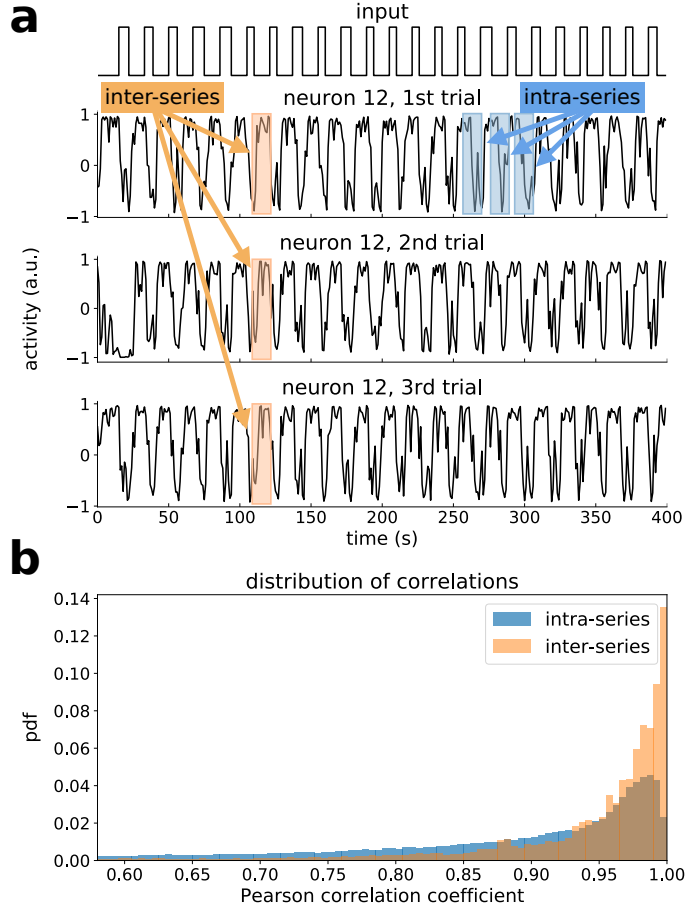 a
input
inter-series
neuron 12, 1st trial
intra-series
1
0
−1
neuron 12, 2nd trial
1
0
−1
activity (a.u.)
neuron 12, 3rd trial
1
0
−1
0 50 100 150 200 250 300 350 400
time (s)
b
distribution of correlations
0.14
0.12
0.10
0.08
0.06
0.04
0.02
0.00
pdf
intra-series
inter-series
0.60 0.65 0.70 0.75 0.80 0.85 0.90 0.95 1.00
Pearson correlation coefficient